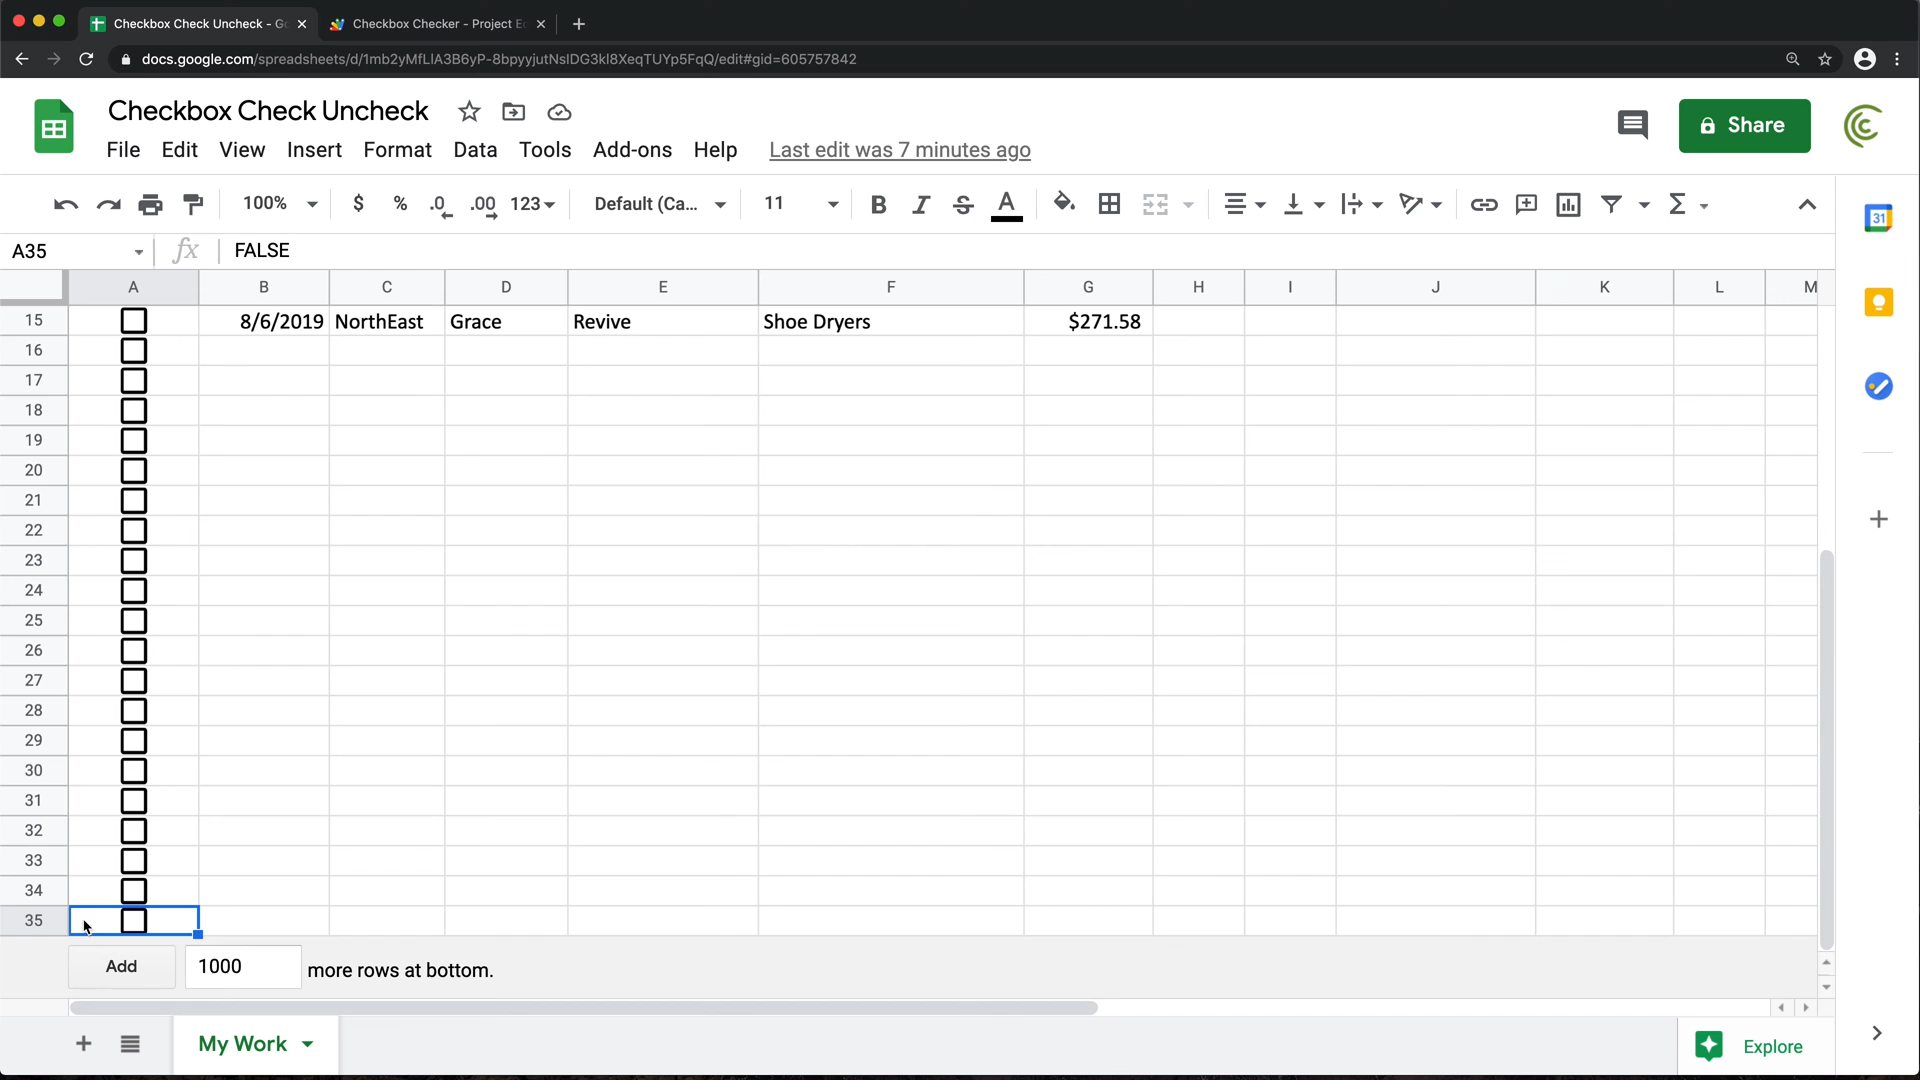 Checkbox Check Uncheck - Go
Checkbox Checker - Project Ed
docs.google.com/spreadsheets/d/1mb2yMfLIA3B6yP-8bpyyjutNsIDG3kl8XeqTUYp5FqQ/edit#gid=605757842
Checkbox Check Uncheck
Share
File Edit View Insert Format Data Tools Add-ons Help Last edit was 7 minutes ago
100% $ % .0 .00 123 Default (Ca... 11 B I S A
31
A35 fx FALSE
A B C D E F G H I J K L M
15 8/6/2019 NorthEast Grace Revive Shoe Dryers $271.58
16
17
18
19
20
21
22
23
24
25
26
27
28
29
30
31
32
33
34
35
Add 1000 more rows at bottom.
My Work
Explore